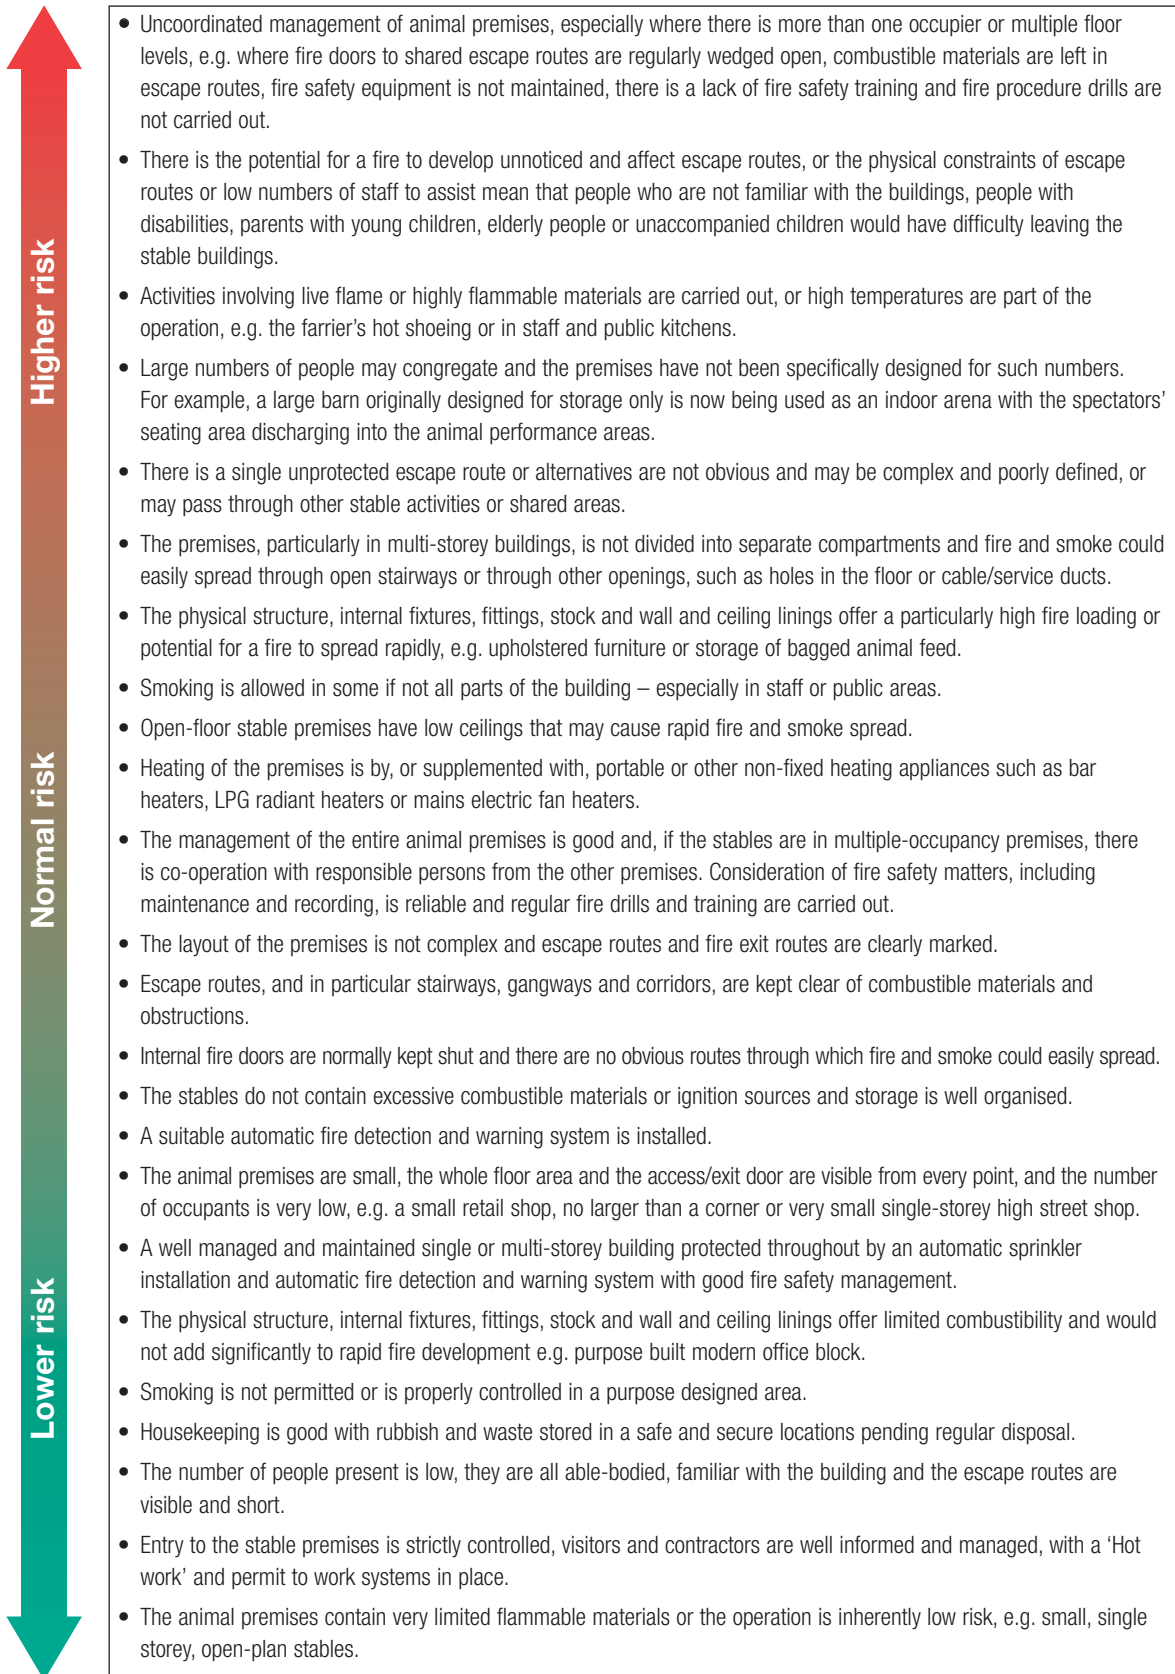 Higher risk
Normal risk
Lower risk
• Uncoordinated management of animal premises, especially where there is more than one occupier or multiple floor
levels, e.g. where fire doors to shared escape routes are regularly wedged open, combustible materials are left in
escape routes, fire safety equipment is not maintained, there is a lack of fire safety training and fire procedure drills are
not carried out.
• There is the potential for a fire to develop unnoticed and affect escape routes, or the physical constraints of escape
routes or low numbers of staff to assist mean that people who are not familiar with the buildings, people with
disabilities, parents with young children, elderly people or unaccompanied children would have difficulty leaving the
stable buildings.
• Activities involving live flame or highly flammable materials are carried out, or high temperatures are part of the
operation, e.g. the farrier's hot shoeing or in staff and public kitchens.
• Large numbers of people may congregate and the premises have not been specifically designed for such numbers.
For example, a large barn originally designed for storage only is now being used as an indoor arena with the spectators'
seating area discharging into the animal performance areas.
• There is a single unprotected escape route or alternatives are not obvious and may be complex and poorly defined, or
may pass through other stable activities or shared areas.
• The premises, particularly in multi-storey buildings, is not divided into separate compartments and fire and smoke could
easily spread through open stairways or through other openings, such as holes in the floor or cable/service ducts.
• The physical structure, internal fixtures, fittings, stock and wall and ceiling linings offer a particularly high fire loading or
potential for a fire to spread rapidly, e.g. upholstered furniture or storage of bagged animal feed.
• Smoking is allowed in some if not all parts of the building – especially in staff or public areas.
• Open-floor stable premises have low ceilings that may cause rapid fire and smoke spread.
• Heating of the premises is by, or supplemented with, portable or other non-fixed heating appliances such as bar
heaters, LPG radiant heaters or mains electric fan heaters.
• The management of the entire animal premises is good and, if the stables are in multiple-occupancy premises, there
is co-operation with responsible persons from the other premises. Consideration of fire safety matters, including
maintenance and recording, is reliable and regular fire drills and training are carried out.
• The layout of the premises is not complex and escape routes and fire exit routes are clearly marked.
• Escape routes, and in particular stairways, gangways and corridors, are kept clear of combustible materials and
obstructions.
• Internal fire doors are normally kept shut and there are no obvious routes through which fire and smoke could easily spread.
• The stables do not contain excessive combustible materials or ignition sources and storage is well organised.
• A suitable automatic fire detection and warning system is installed.
• The animal premises are small, the whole floor area and the access/exit door are visible from every point, and the number
of occupants is very low, e.g. a small retail shop, no larger than a corner or very small single-storey high street shop.
• A well managed and maintained single or multi-storey building protected throughout by an automatic sprinkler
installation and automatic fire detection and warning system with good fire safety management.
• The physical structure, internal fixtures, fittings, stock and wall and ceiling linings offer limited combustibility and would
not add significantly to rapid fire development e.g. purpose built modern office block.
• Smoking is not permitted or is properly controlled in a purpose designed area.
• Housekeeping is good with rubbish and waste stored in a safe and secure locations pending regular disposal.
• The number of people present is low, they are all able-bodied, familiar with the building and the escape routes are
visible and short.
• Entry to the stable premises is strictly controlled, visitors and contractors are well informed and managed, with a 'Hot
work' and permit to work systems in place.
• The animal premises contain very limited flammable materials or the operation is inherently low risk, e.g. small, single
storey, open-plan stables.